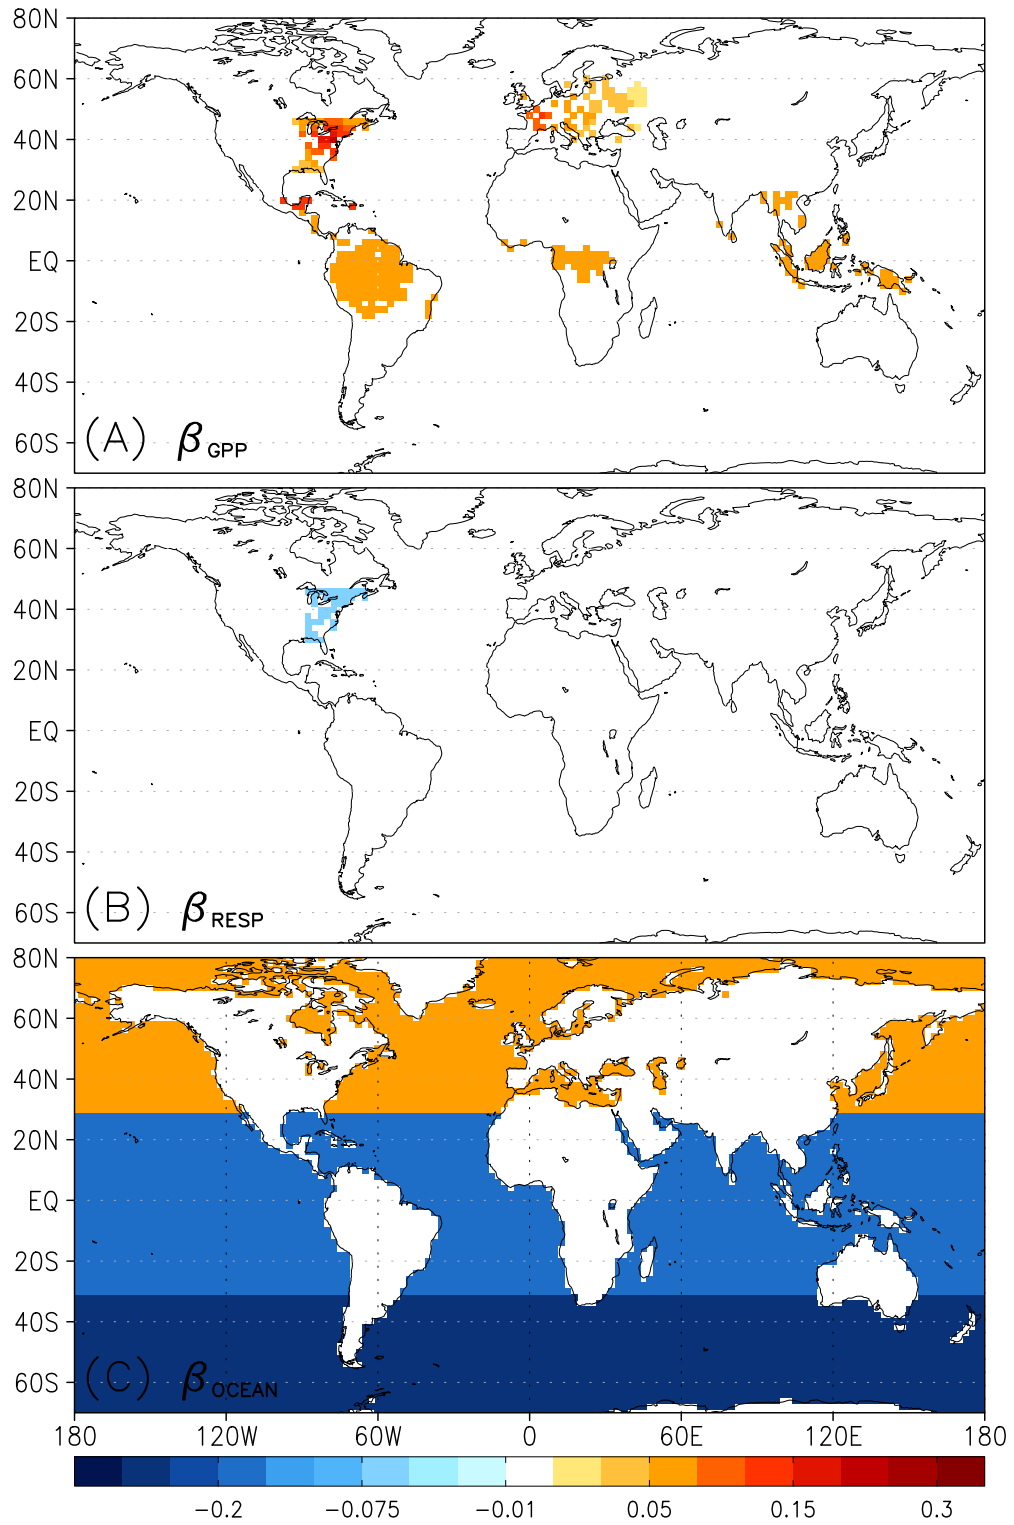 80N
60N
40N
20N
EQ
20S
40S
60S
(A) βGPP
80N
60N
40N
20N
EQ
20S
40S
60S
(B) βRESP
80N
60N
40N
20N
EQ
20S
40S
60S
(C) βOCEAN
180 120W 60W 0 60E 120E 180
-0.2 -0.075 -0.01 0.05 0.15 0.3